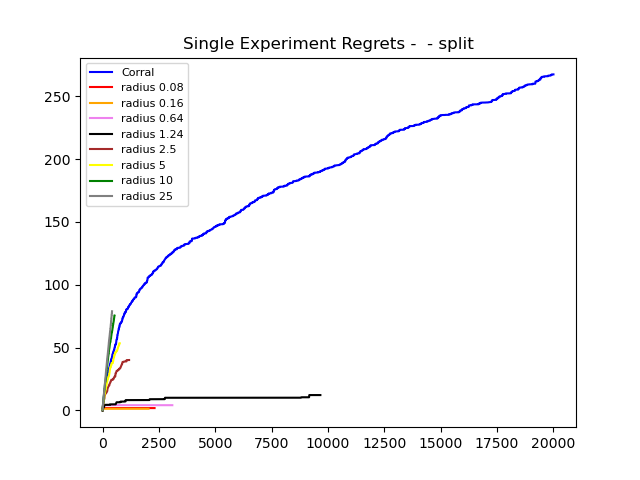 Single Experiment Regrets -  - split
Corral
radius 0.08
radius 0.16
radius 0.64
radius 1.24
radius 2.5
radius 5
radius 10
radius 25
250
200
150
100
50
0
0 2500 5000 7500 10000 12500 15000 17500 20000